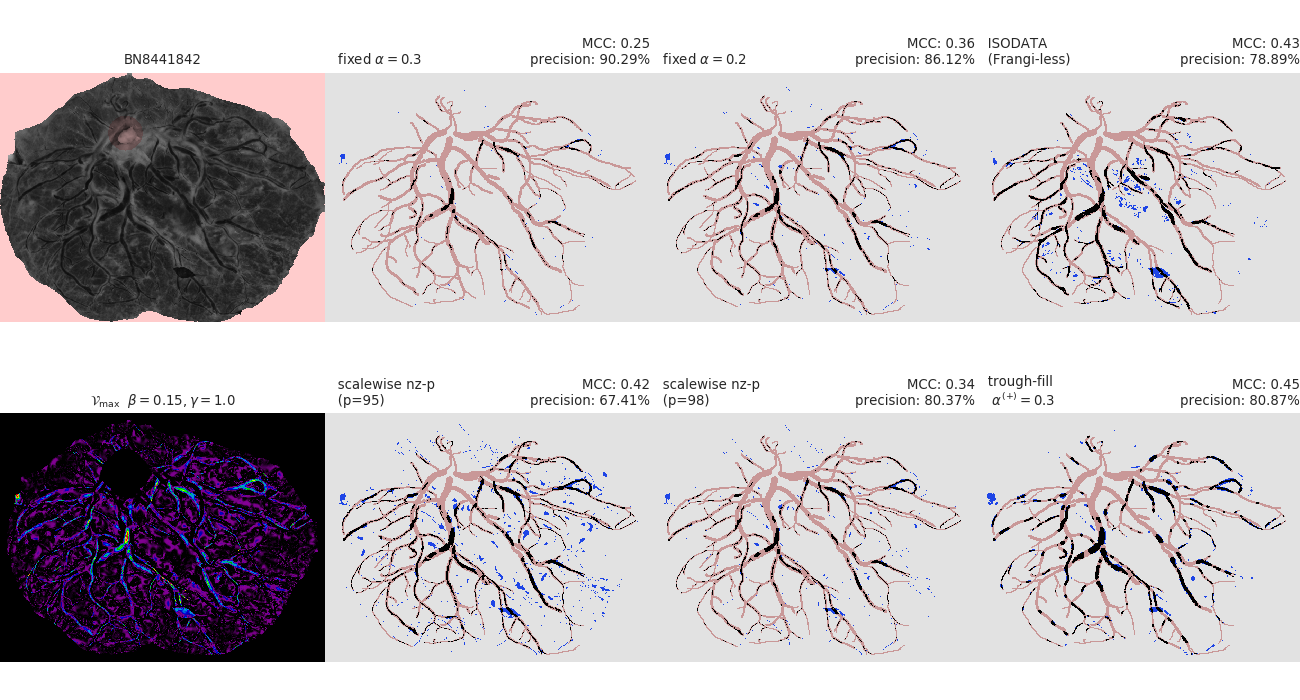 BN8441842
fixed α = 0.3
MCC: 0.25
precision: 90.29%
fixed α = 0.2
MCC: 0.36
precision: 86.12%
ISODATA
(Frangi-less)
MCC: 0.43
precision: 78.89%
𝒱max β = 0.15, γ = 1.0
scalewise nz-p
(p=95)
MCC: 0.42
precision: 67.41%
scalewise nz-p
(p=98)
MCC: 0.34
precision: 80.37%
trough-fill
α(+) = 0.3
MCC: 0.45
precision: 80.87%